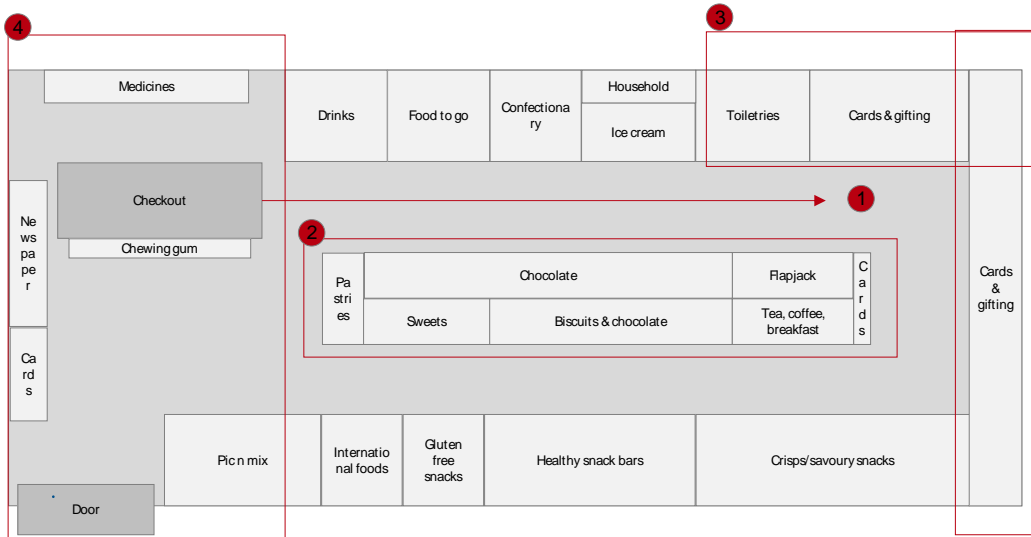 4
3
Medicines
Drinks
Food to go
Confectiona
ry
Household
Ice cream
Toiletries
Cards & gifting
Checkout
1
Chewing gum
Ne
ws
pa
pe
r
Ca
rd
s
2
Pa
stri
es
Chocolate
Flapjack
C
a
r
d
s
Sweets
Biscuits & chocolate
Tea, coffee,
breakfast
Cards
&
gifting
Pic n mix
Internatio
nal foods
Gluten
free
snacks
Healthy snack bars
Crisps/savoury snacks
Door